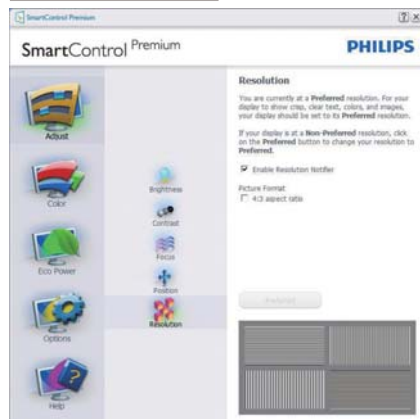 SmartControl Premium
SmartControl Premium
PHILIPS
Adjust
Color
Eco Power
Options
Help
Brightness
Contrast
Focus
Position
Resolution
Resolution
You are currently at a Preferred resolution. For your
display to show crisp, clear text, colors, and images,
your display should be set to its Preferred resolution.
If your display is at a Non-Preferred resolution, click
on the Preferred button to change your resolution to
Preferred.
Enable Resolution Notifier
Picture Format
4:3 aspect ratio
Preferred